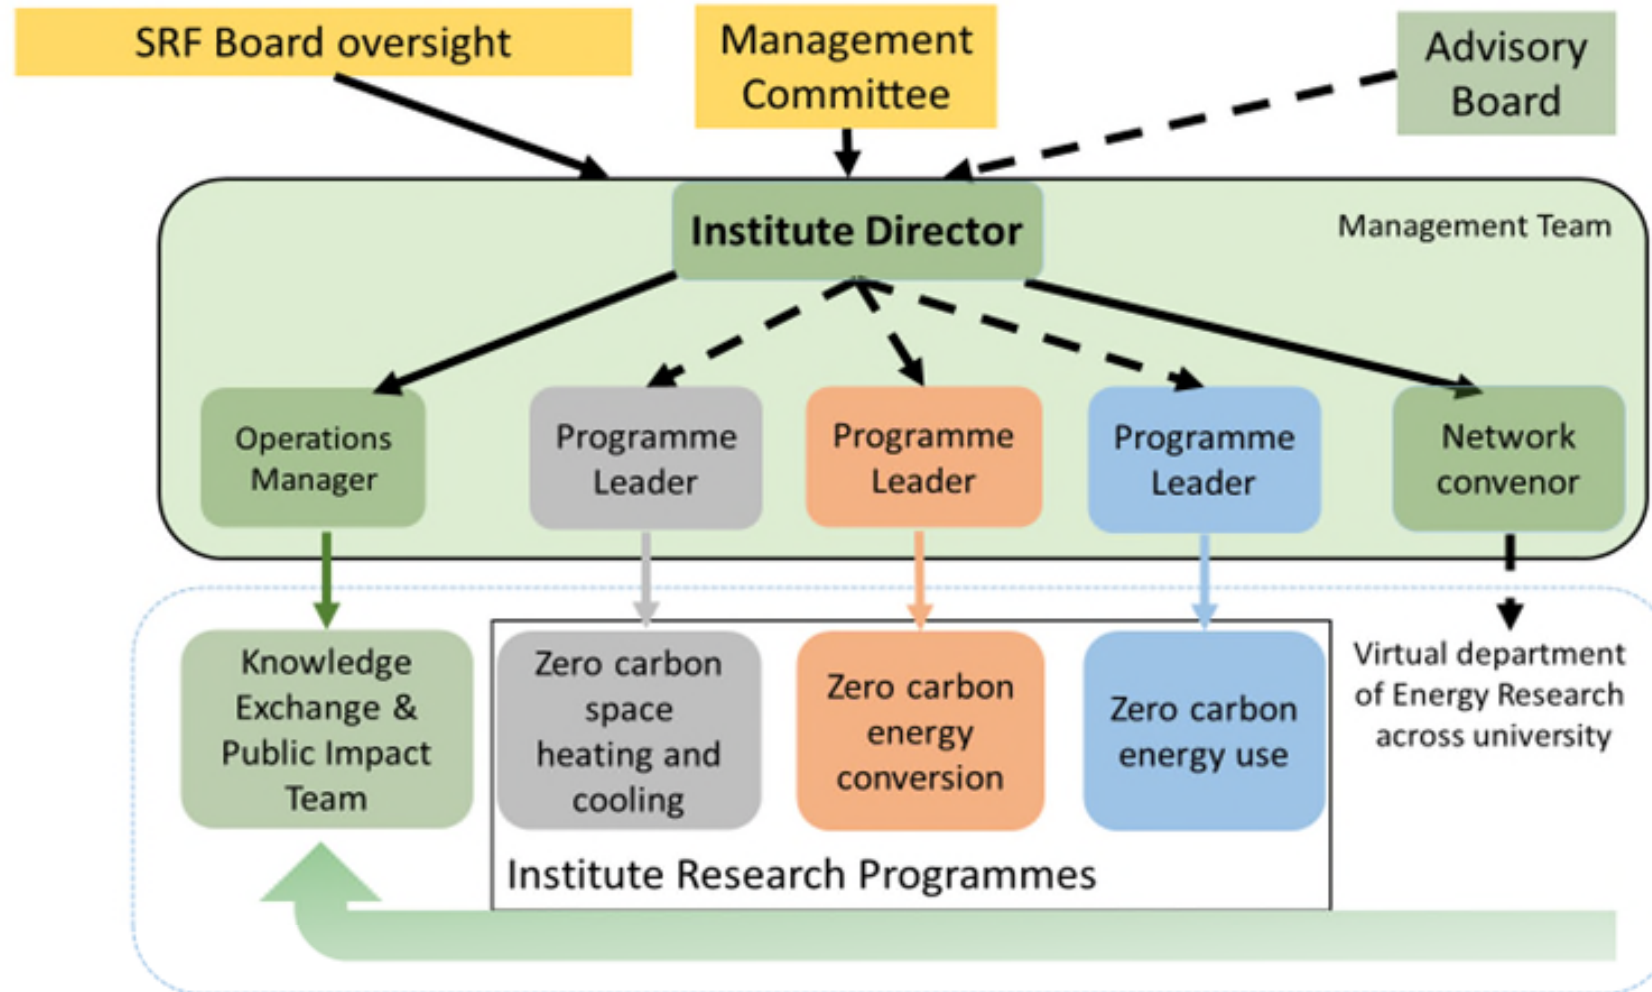 SRF Board oversight
Management
Committee
Advisory
Board
Institute Director
Management Team
Operations
Manager
Programme
Leader
Programme
Leader
Programme
Leader
Network
convenor
Knowledge
Exchange &
Public Impact
Team
Zero carbon
space
heating and
cooling
Zero carbon
energy
conversion
Zero carbon
energy use
Virtual department
of Energy Research
across university
Institute Research Programmes